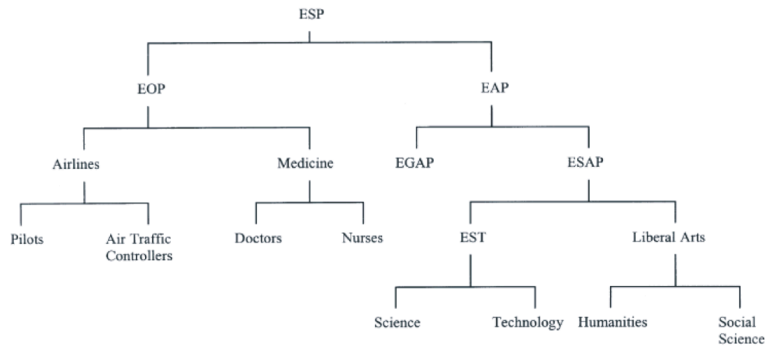 ESP
EOP
EAP
Airlines
Medicine
EGAP
ESAP
Pilots
Air Traffic
Controllers
Doctors
Nurses
EST
Liberal Arts
Science
Technology
Humanities
Social
Science